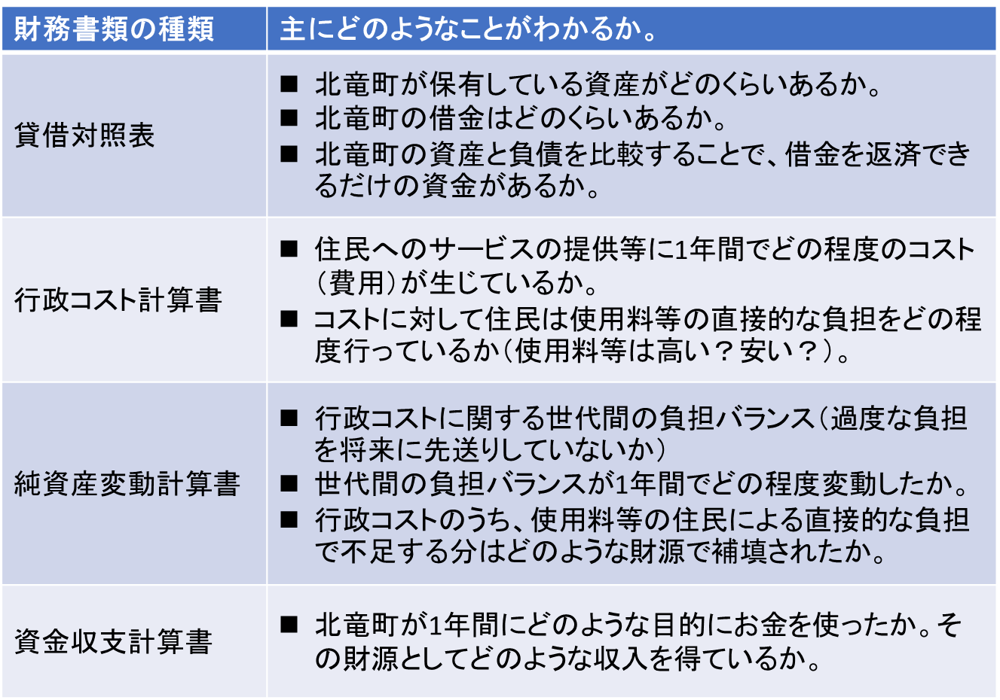 財務書類の種類
主にどのようなことがわかるか。
貸借対照表
■ 北竜町が保有している資産がどのくらいあるか。
■ 北竜町の借金はどのくらいあるか。
■ 北竜町の資産と負債を比較することで、借金を返済でき
るだけの資金があるか。
行政コスト計算書
■ 住民へのサービスの提供等に1年間でどの程度のコスト
（費用）が生じているか。
■ コストに対して住民は使用料等の直接的な負担をどの程
度行っているか（使用料等は高い？安い？）。
純資産変動計算書
■ 行政コストに関する世代間の負担バランス（過度な負担
を将来に先送りしていないか）
■ 世代間の負担バランスが1年間でどの程度変動したか。
■ 行政コストのうち、使用料等の住民による直接的な負担
で不足する分はどのような財源で補填されたか。
資金収支計算書
■ 北竜町が1年間にどのような目的にお金を使ったか。そ
の財源としてどのような収入を得ているか。